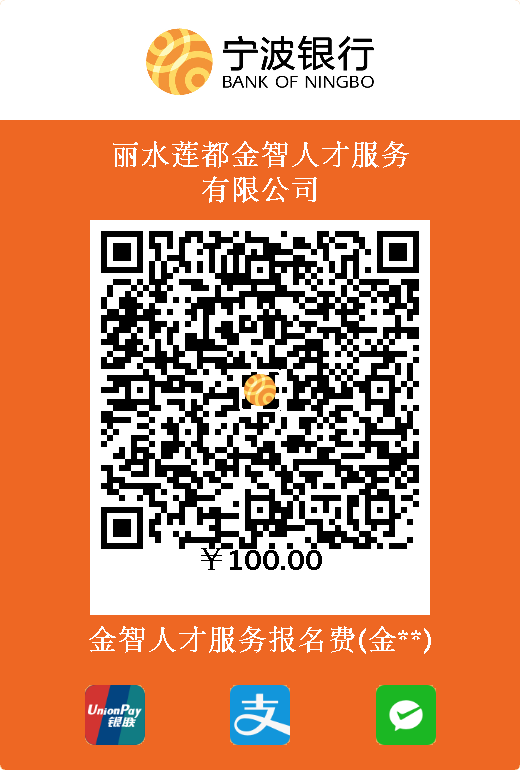 宁波银行
BANK OF NINGBO
丽水莲都金智人才服务
有限公司
￥100.00
金智人才服务报名费(金**)
UnionPay
银联
支